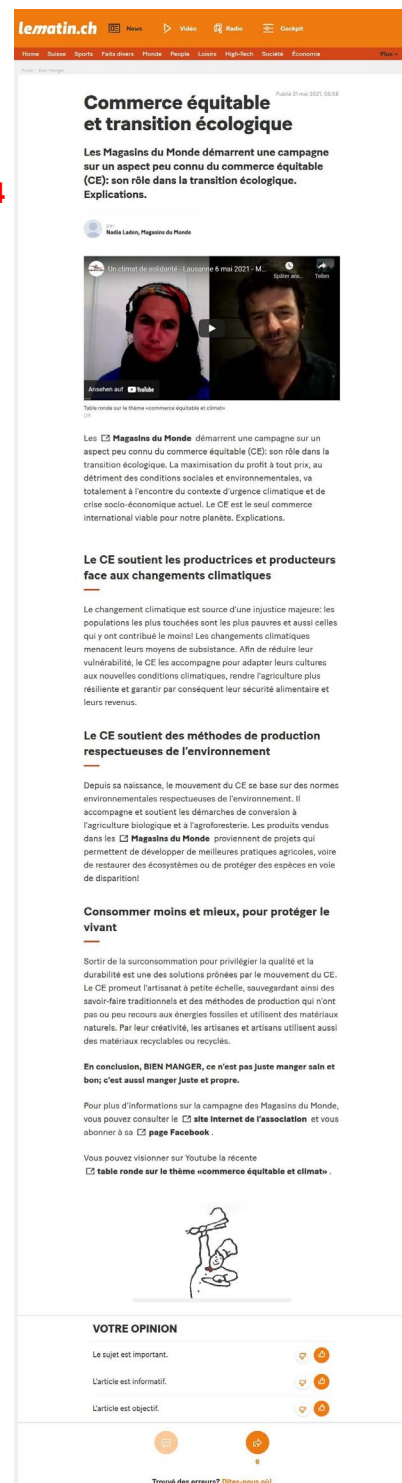 lematin.ch News Vidéo Radio Cockpit
Home Suisse Sports Faits divers Monde People Loisirs High-Tech Société Économie Plus
Publié 21 mai 2021, 06:58
Commerce équitable
et transition écologique
Les Magasins du Monde démarrent une campagne
sur un aspect peu connu du commerce équitable
(CE): son rôle dans la transition écologique.
Explications.
4
par
Nadia Laden, Magasins du Monde
Un climat de solidarité - Lausanne 6 mai 2021 - M...
Später ans... Teilen
Ansehen auf YouTube
Table ronde sur le thème «commerce équitable et climat»
DR
Les Magasins du Monde démarrent une campagne sur un
aspect peu connu du commerce équitable (CE): son rôle dans la
transition écologique. La maximisation du profit à tout prix, au
détriment des conditions sociales et environnementales, va
totalement à l'encontre du contexte d'urgence climatique et de
crise socio-économique actuel. Le CE est le seul commerce
international viable pour notre planète. Explications.
Le CE soutient les productrices et producteurs
face aux changements climatiques
Le changement climatique est source d'une injustice majeure: les
populations les plus touchées sont les plus pauvres et aussi celles
qui y ont contribué le moins! Les changements climatiques
menacent leurs moyens de subsistance. Afin de réduire leur
vulnérabilité, le CE les accompagne pour adapter leurs cultures
aux nouvelles conditions climatiques, rendre l'agriculture plus
résiliente et garantir par conséquent leur sécurité alimentaire et
leurs revenus.
Le CE soutient des méthodes de production
respectueuses de l'environnement
Depuis sa naissance, le mouvement du CE se base sur des normes
environnementales respectueuses de l'environnement. Il
accompagne et soutient les démarches de conversion à
l'agriculture biologique et à l'agroforesterie. Les produits vendus
dans les Magasins du Monde proviennent de projets qui
permettent de développer de meilleures pratiques agricoles, voire
de restaurer des écosystèmes ou de protéger des espèces en voie
de disparition!
Consommer moins et mieux, pour protéger le
vivant
Sortir de la surconsommation pour privilégier la qualité et la
durabilité est une des solutions prônées par le mouvement du CE.
Le CE promeut l'artisanat à petite échelle, sauvegardant ainsi des
savoir-faire traditionnels et des méthodes de production qui n'ont
pas ou peu recours aux énergies fossiles et utilisent des matériaux
naturels. Par leur créativité, les artisanes et artisans utilisent aussi
des matériaux recyclables ou recyclés.
En conclusion, BIEN MANGER, ce n'est pas juste manger sain et
bon; c'est aussi manger juste et propre.
Pour plus d'informations sur la campagne des Magasins du Monde,
vous pouvez consulter le site internet de l'association et vous
abonner à sa page Facebook .
Vous pouvez visionner sur Youtube la récente
table ronde sur le thème «commerce équitable et climat» .
VOTRE OPINION
Le sujet est important.
L'article est informatif.
L'article est objectif.
6
Trouvé des erreurs? Dites-nous où!